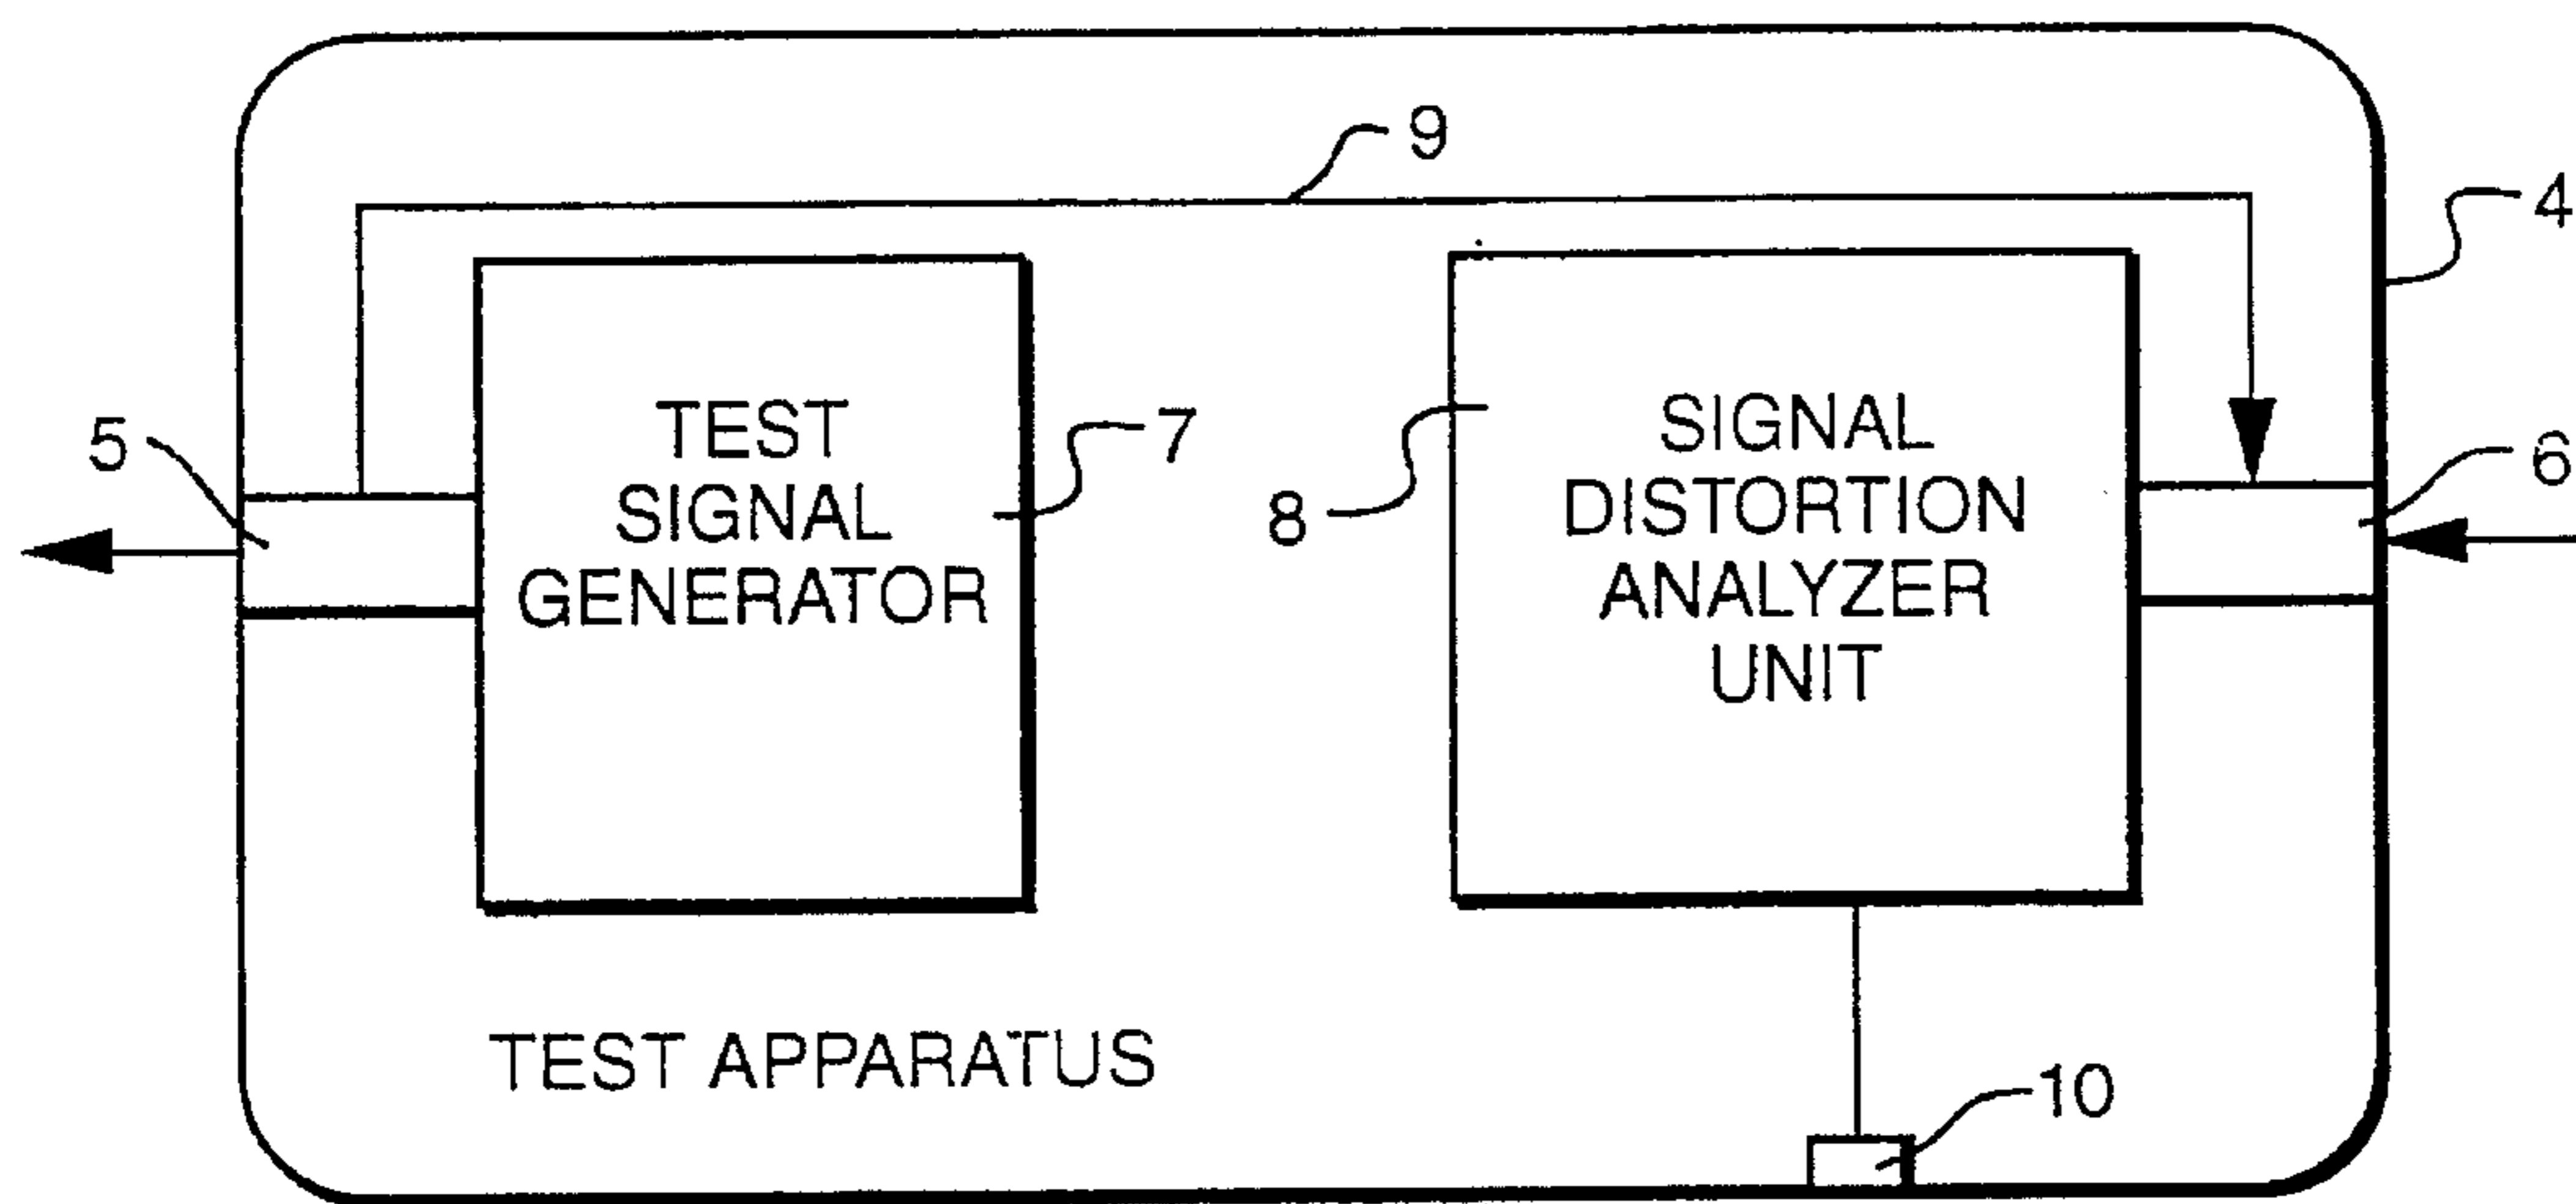 9
4
5
TEST
SIGNAL
GENERATOR
7
8
SIGNAL
DISTORTION
ANALYZER
UNIT
6
TEST APPARATUS
10